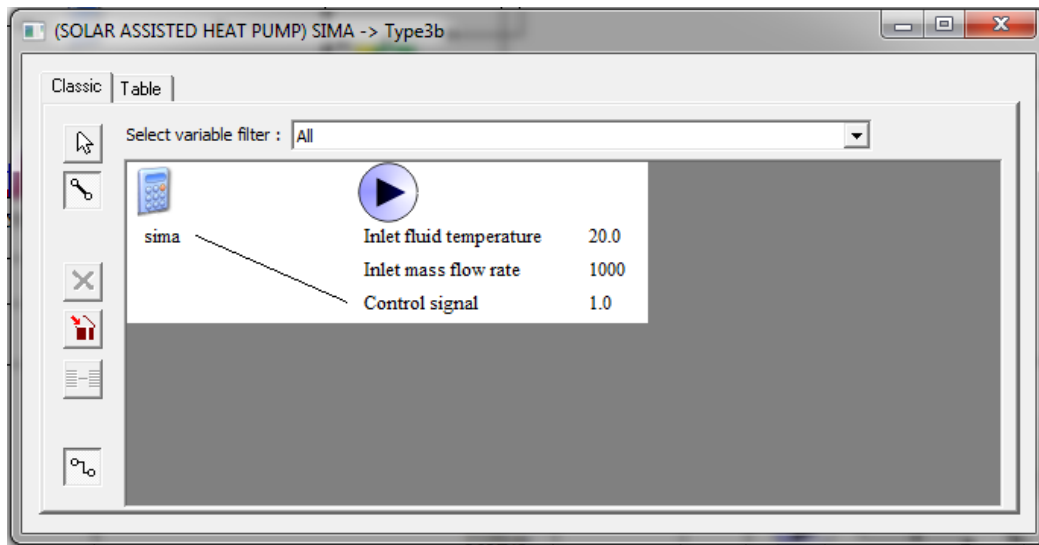 (SOLAR ASSISTED HEAT PUMP) SIMA -> Type3b
Classic Table
Select variable filter : All
sima Inlet fluid temperature 20.0
Inlet mass flow rate 1000
Control signal 1.0